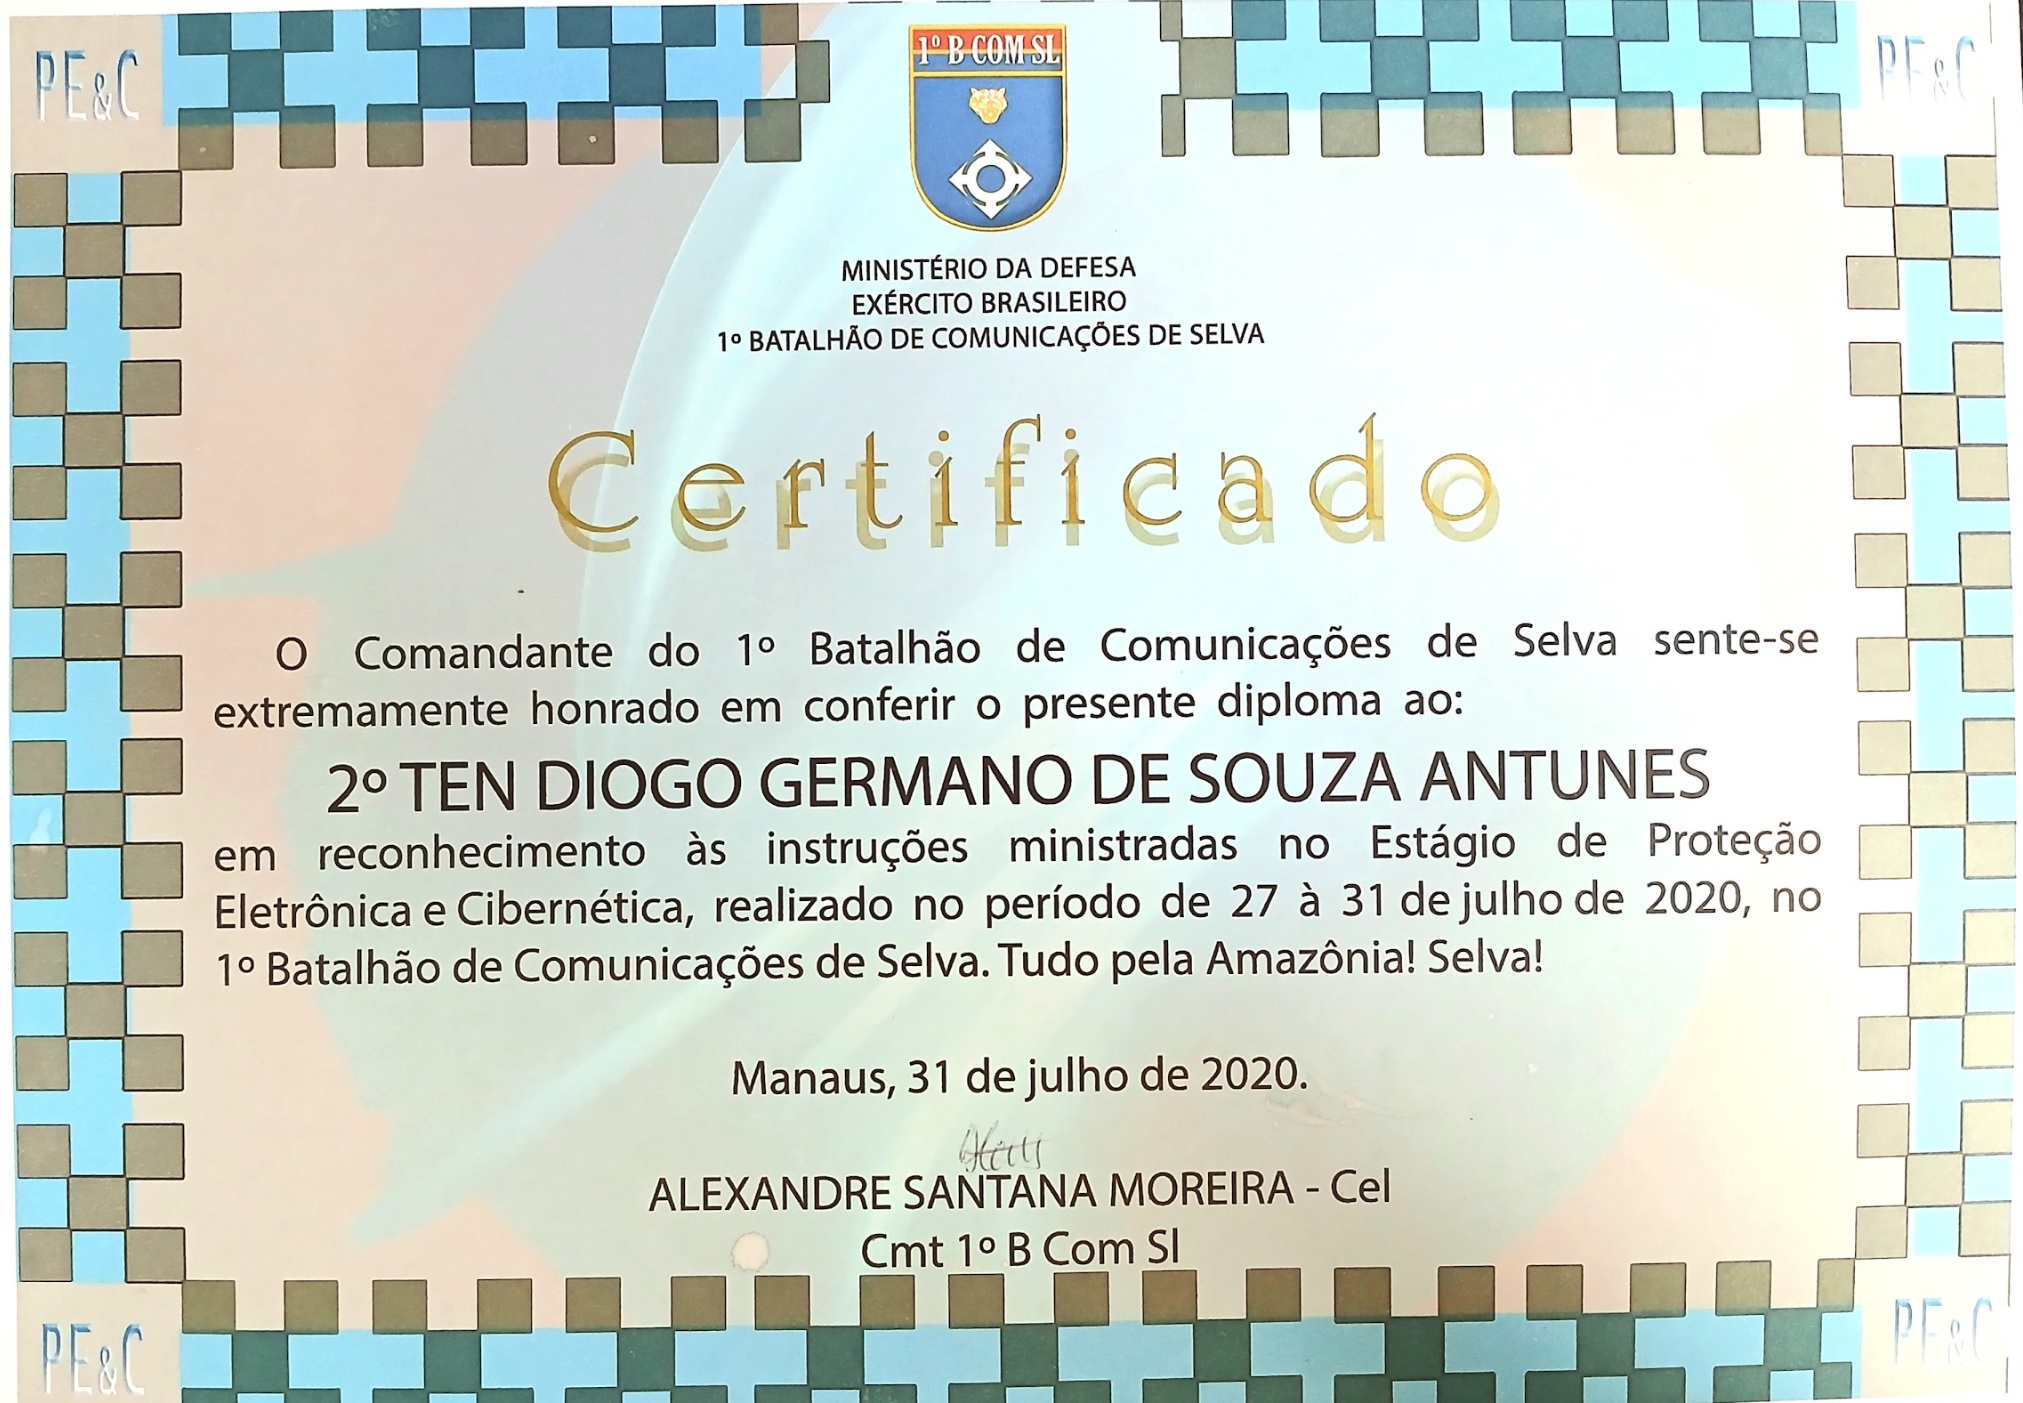 PE&C
PE&C
1º B COM SL
MINISTÉRIO DA DEFESA
EXÉRCITO BRASILEIRO
1º BATALHÃO DE COMUNICAÇÕES DE SELVA
Certificado
O Comandante do 1º Batalhão de Comunicações de Selva sente-se
extremamente honrado em conferir o presente diploma ao:
2º TEN DIOGO GERMANO DE SOUZA ANTUNES
em reconhecimento às instruções ministradas no Estágio de Proteção
Eletrônica e Cibernética, realizado no período de 27 à 31 de julho de 2020, no
1º Batalhão de Comunicações de Selva. Tudo pela Amazônia! Selva!
Manaus, 31 de julho de 2020.
ALEXANDRE SANTANA MOREIRA - Cel
Cmt 1º B Com Sl
PE&C
PE&C